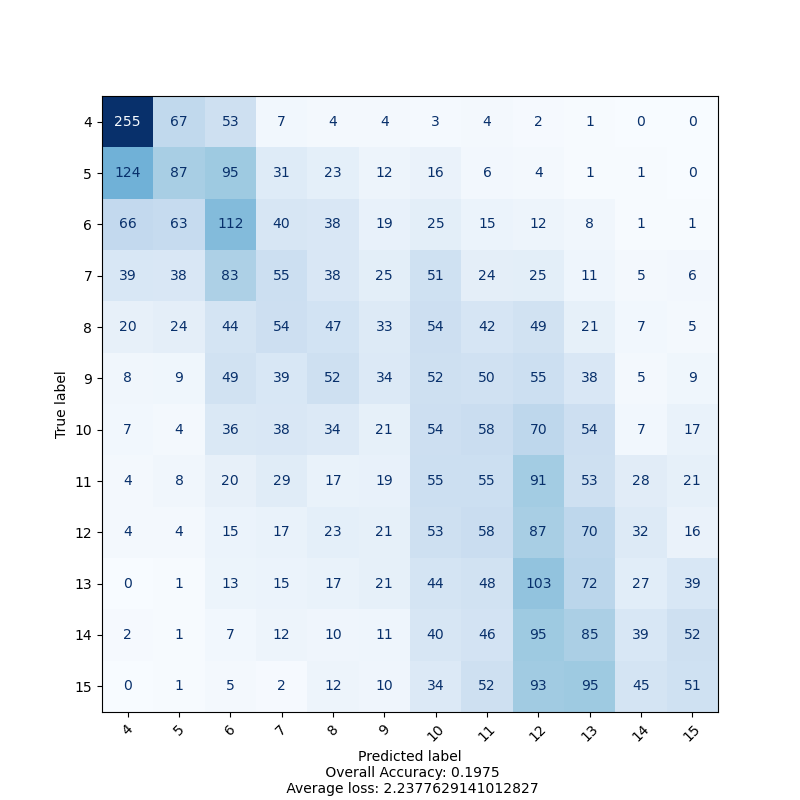 True label
4 255 67 53 7 4 4 3 4 2 1 0 0
5 124 87 95 31 23 12 16 6 4 1 1 0
6 66 63 112 40 38 19 25 15 12 8 1 1
7 39 38 83 55 38 25 51 24 25 11 5 6
8 20 24 44 54 47 33 54 42 49 21 7 5
9 8 9 49 39 52 34 52 50 55 38 5 9
10 7 4 36 38 34 21 54 58 70 54 7 17
11 4 8 20 29 17 19 55 55 91 53 28 21
12 4 4 15 17 23 21 53 58 87 70 32 16
13 0 1 13 15 17 21 44 48 103 72 27 39
14 2 1 7 12 10 11 40 46 95 85 39 52
15 0 1 5 2 12 10 34 52 93 95 45 51
4 5 6 7 8 9 10 11 12 13 14 15
Predicted label
Overall Accuracy: 0.1975
Average loss: 2.2377629141012827